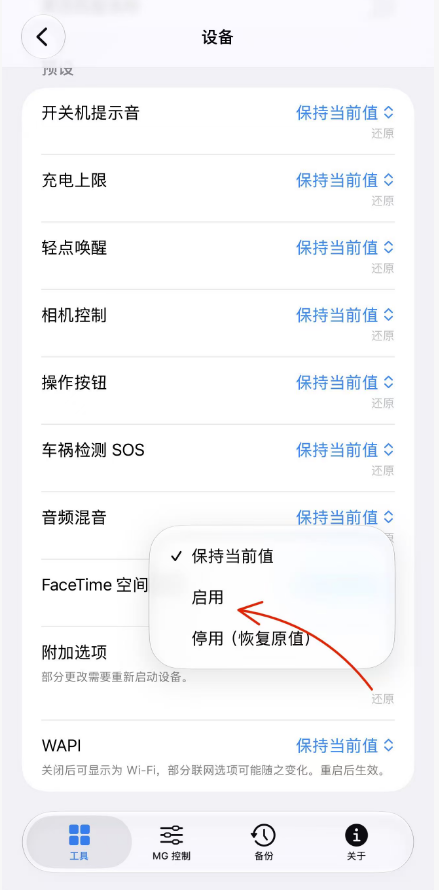 设备
预设
开关机提示音
保持当前值
还原
充电上限
保持当前值
还原
轻点唤醒
保持当前值
还原
相机控制
保持当前值
还原
操作按钮
保持当前值
还原
车祸检测 SOS
保持当前值
还原
音频混音
保持当前值
保持当前值
FaceTime 空间
启用
停用（恢复原值）
附加选项
部分更改需要重新启动设备。
还原
WAPI
保持当前值
关闭后可显示为 Wi-Fi，部分联网选项可能随之变化。重启后生效。
工具
MG 控制
备份
关于